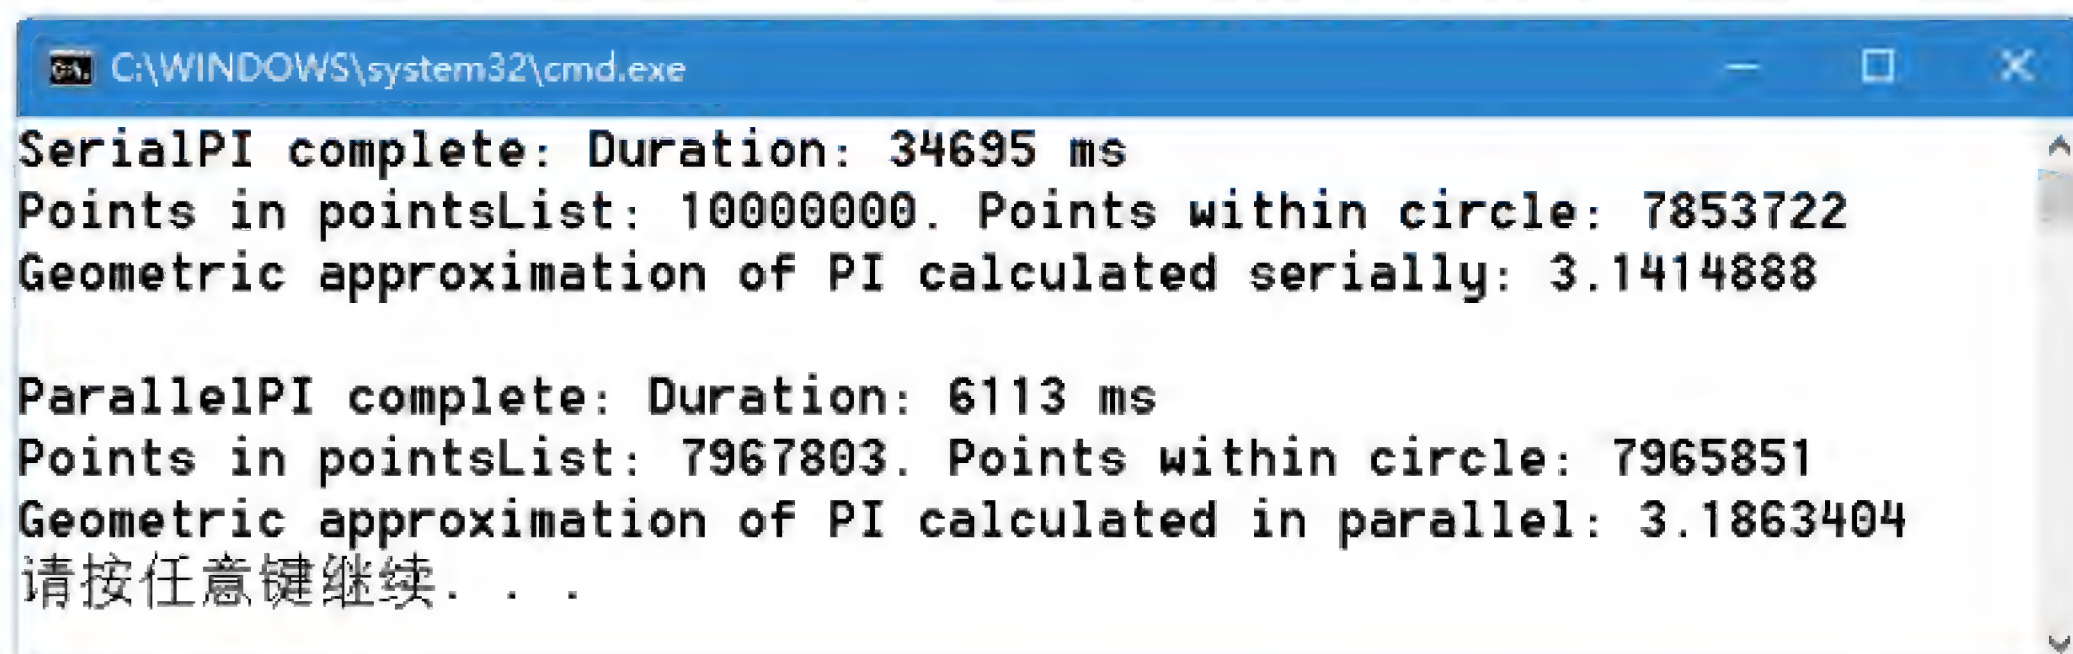 C:\WINDOWS\system32\cmd.exe
SerialPI complete: Duration: 34695 ms
Points in pointsList: 10000000. Points within circle: 7853722
Geometric approximation of PI calculated serially: 3.1414888
ParallelPI complete: Duration: 6113 ms
Points in pointsList: 7967803. Points within circle: 7965851
Geometric approximation of PI calculated in parallel: 3.1863404
请按任意键继续. . .